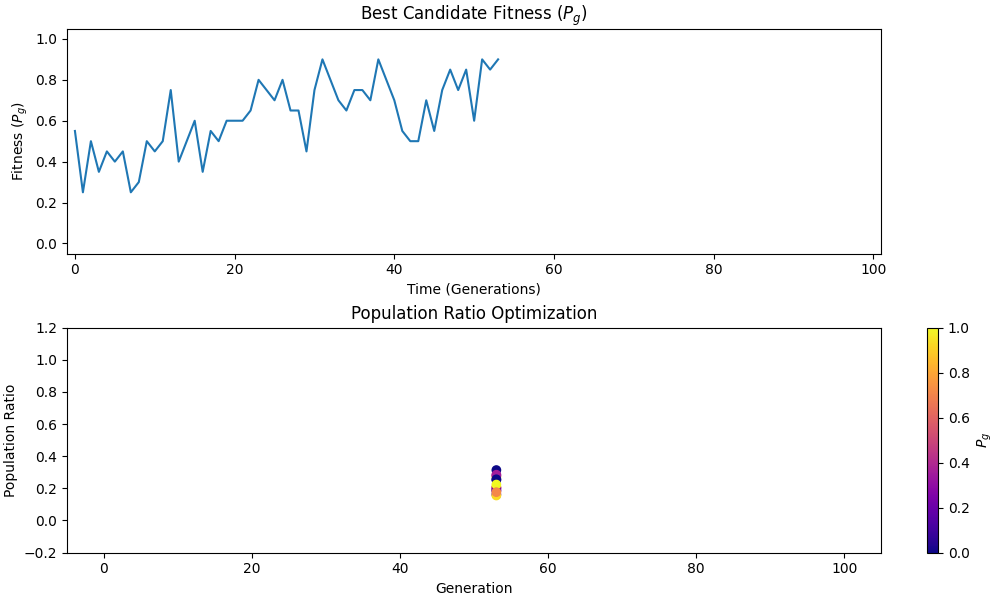 Best Candidate Fitness (P_g)
Fitness (P_g)
1.0
0.8
0.6
0.4
0.2
0.0
0 20 40 60 80 100
Time (Generations)
Population Ratio Optimization
Population Ratio
1.2
1.0
0.8
0.6
0.4
0.2
0.0
−0.2
0 20 40 60 80 100
Generation
1.0
0.8
0.6
0.4
0.2
0.0
P_g